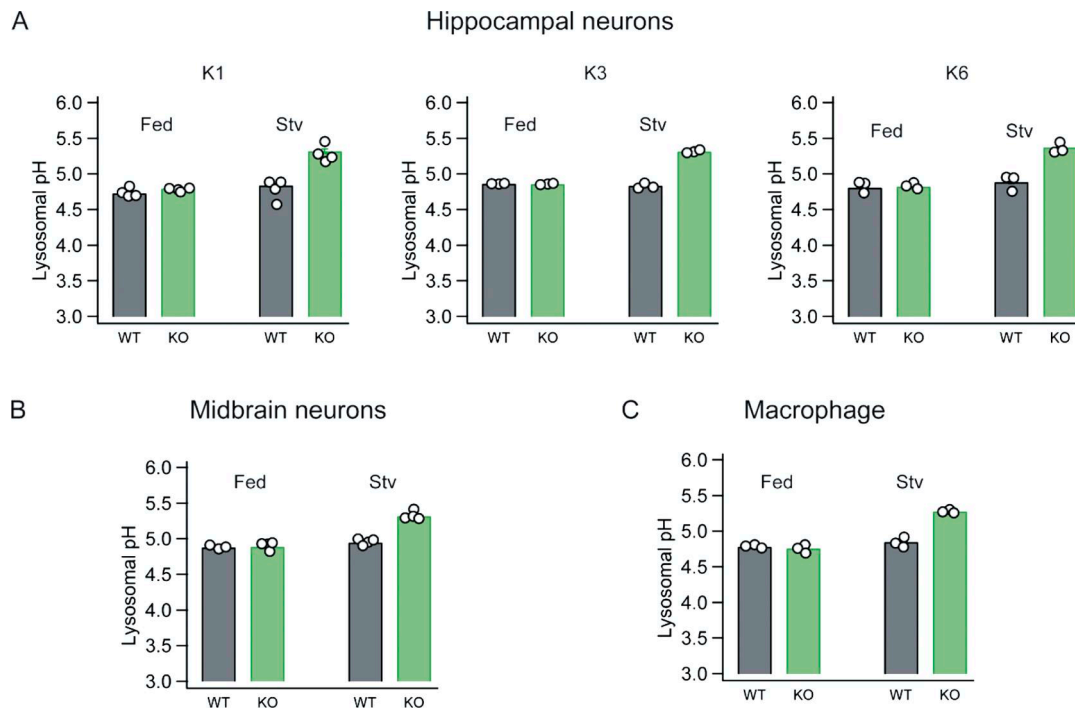 A
Hippocampal neurons
K1
K3
K6
Lysosomal pH
6.0
5.5
5.0
4.5
4.0
3.5
3.0
Fed
Stv
WT
KO
WT
KO
Lysosomal pH
6.0
5.5
5.0
4.5
4.0
3.5
3.0
Fed
Stv
WT
KO
WT
KO
Lysosomal pH
6.0
5.5
5.0
4.5
4.0
3.5
3.0
Fed
Stv
WT
KO
WT
KO
B
Midbrain neurons
Lysosomal pH
6.0
5.5
5.0
4.5
4.0
3.5
3.0
Fed
Stv
WT
KO
WT
KO
C
Macrophage
Lysosomal pH
6.0
5.5
5.0
4.5
4.0
3.5
3.0
Fed
Stv
WT
KO
WT
KO